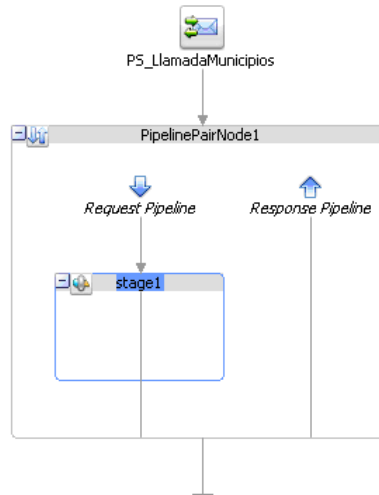 PS_LlamadaMunicipios
PipelinePairNode1
Request Pipeline
Response Pipeline
stage1